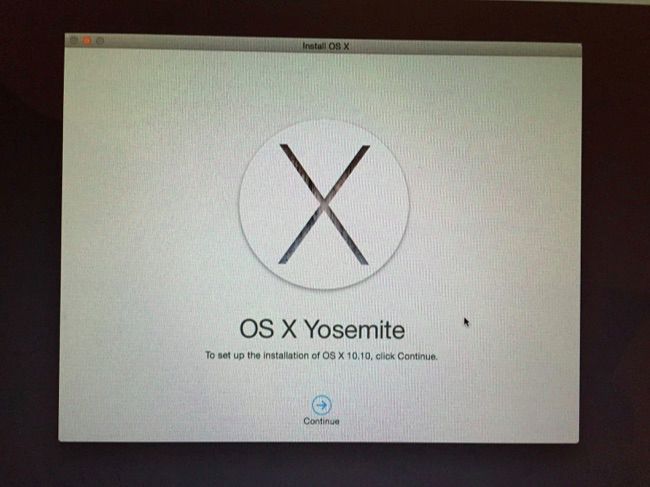 Install OS X
OS X Yosemite
To set up the installation of OS X 10.10, click Continue.
Continue